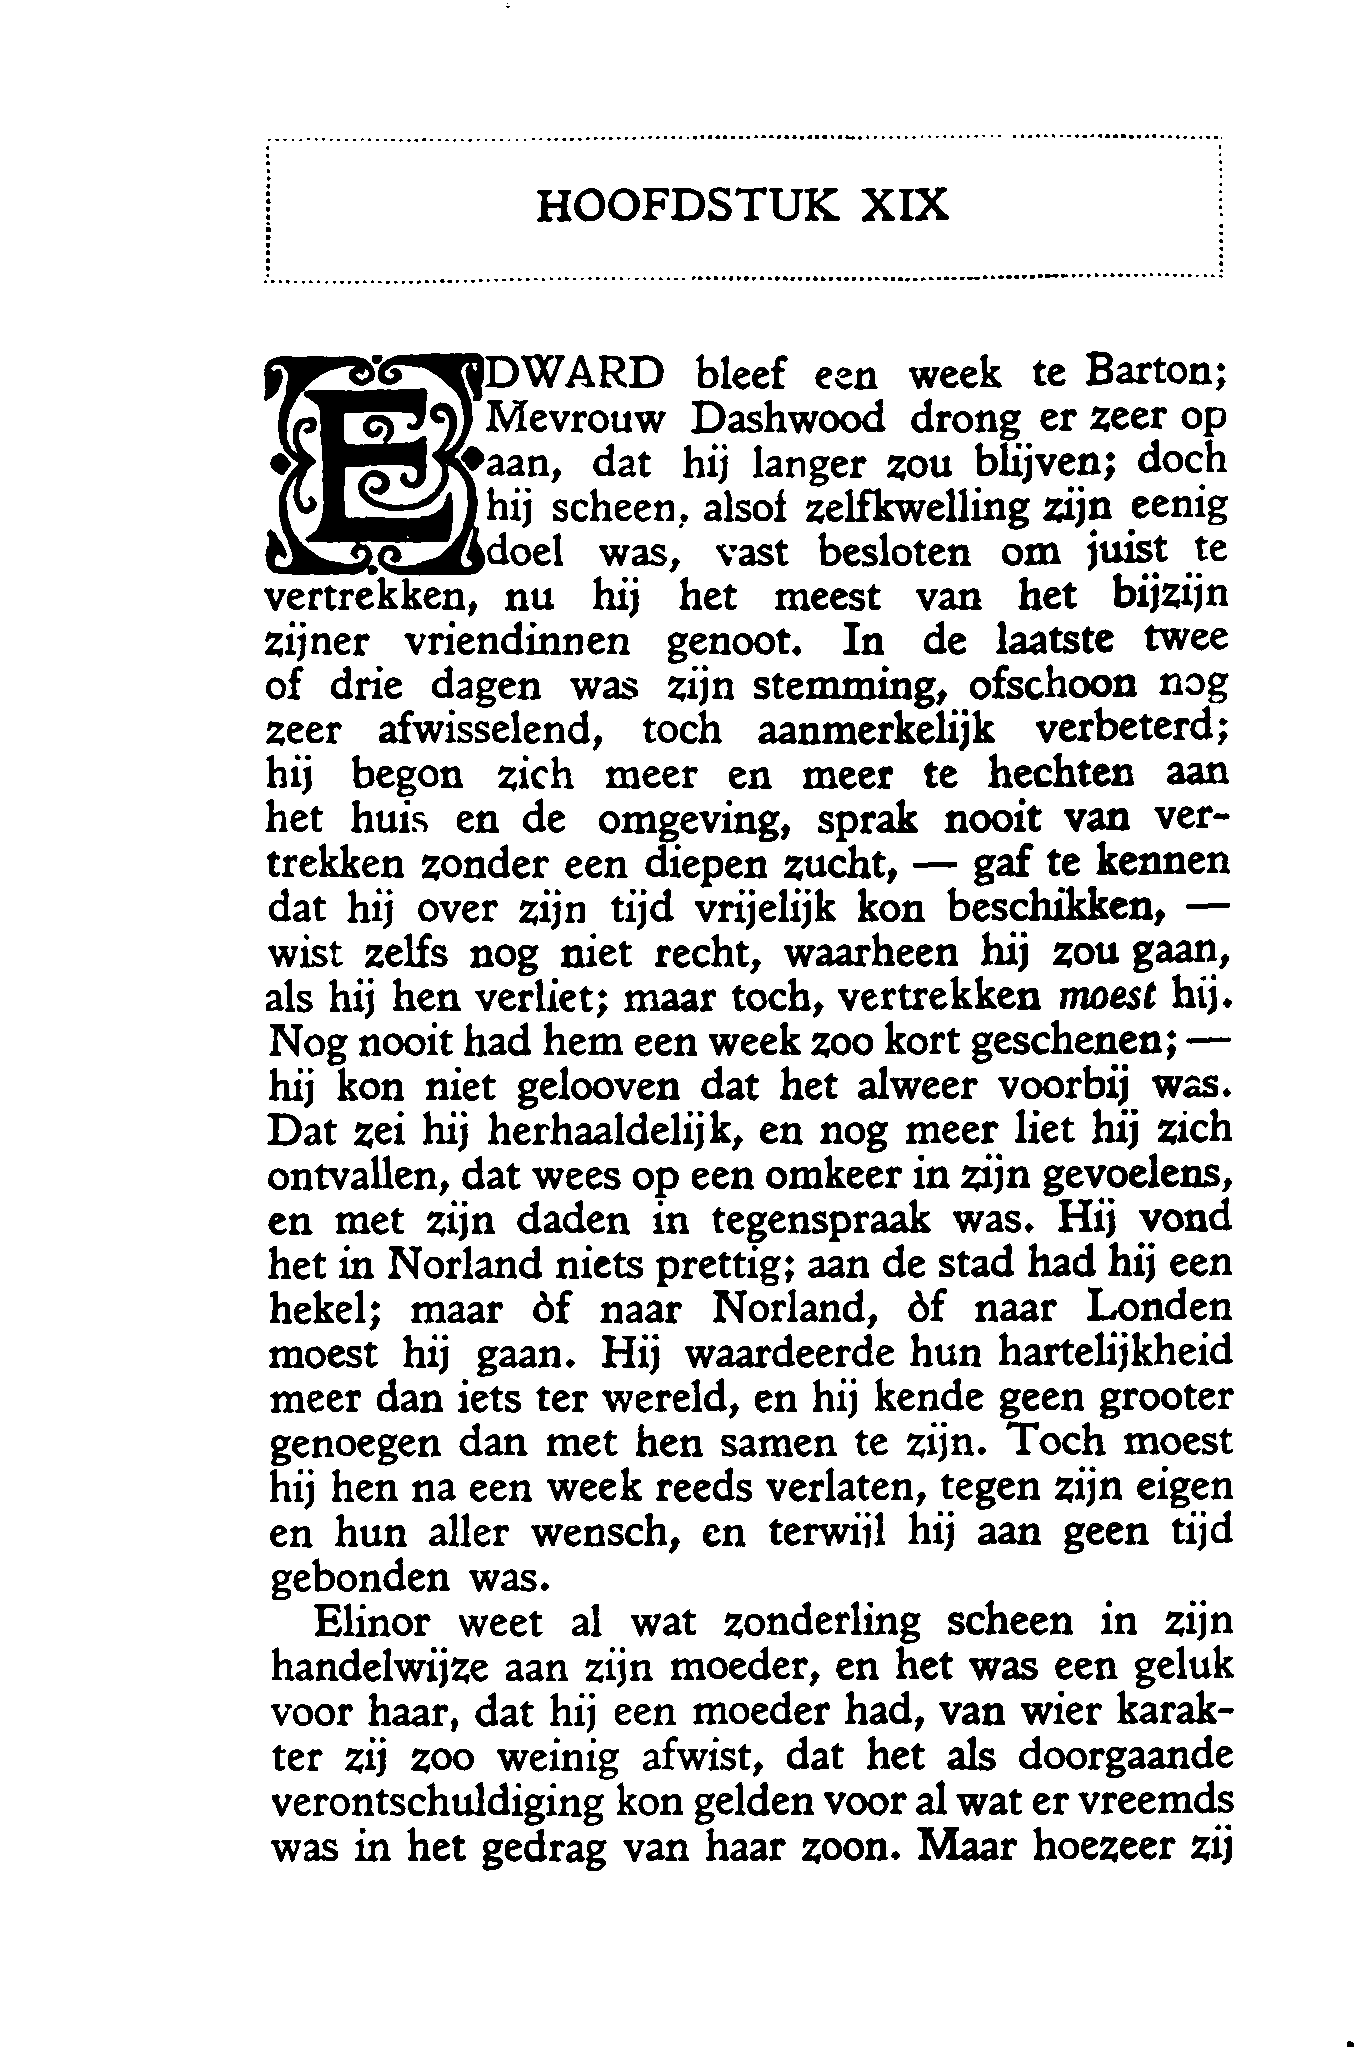 HOOFDSTUK XIX
EDWARD bleef een week te Barton;
Mevrouw Dashwood drong er zeer op
aan, dat hij langer zou blijven; doch
hij scheen, alsof zelfkwelling zijn eenig
doel was, vast besloten om juist te
vertrekken, nu hij het meest van het bijzijn
zijner vriendinnen genoot. In de laatste twee
of drie dagen was zijn stemming, ofschoon nog
zeer afwisselend, toch aanmerkelijk verbeterd;
hij begon zich meer en meer te hechten aan
het huis en de omgeving, sprak nooit van ver-
trekken zonder een diepen zucht, — gaf te kennen
dat hij over zijn tijd vrijelijk kon beschikken, —
wist zelfs nog niet recht, waarheen hij zou gaan,
als hij hen verliet; maar toch, vertrekken moest hij.
Nog nooit had hem een week zoo kort geschenen; —
hij kon niet gelooven dat het alweer voorbij was.
Dat zei hij herhaaldelijk, en nog meer liet hij zich
ontvallen, dat wees op een omkeer in zijn gevoelens,
en met zijn daden in tegenspraak was. Hij vond
het in Norland niets prettig; aan de stad had hij een
hekel; maar òf naar Norland, òf naar Londen
moest hij gaan. Hij waardeerde hun hartelijkheid
meer dan iets ter wereld, en hij kende geen grooter
genoegen dan met hen samen te zijn. Toch moest
hij hen na een week reeds verlaten, tegen zijn eigen
en hun aller wensch, en terwijl hij aan geen tijd
gebonden was.
Elinor weet al wat zonderling scheen in zijn
handelwijze aan zijn moeder, en het was een geluk
voor haar, dat hij een moeder had, van wier karak-
ter zij zoo weinig afwist, dat het als doorgaande
verontschuldiging kon gelden voor al wat er vreemds
was in het gedrag van haar zoon. Maar hoezeer zij